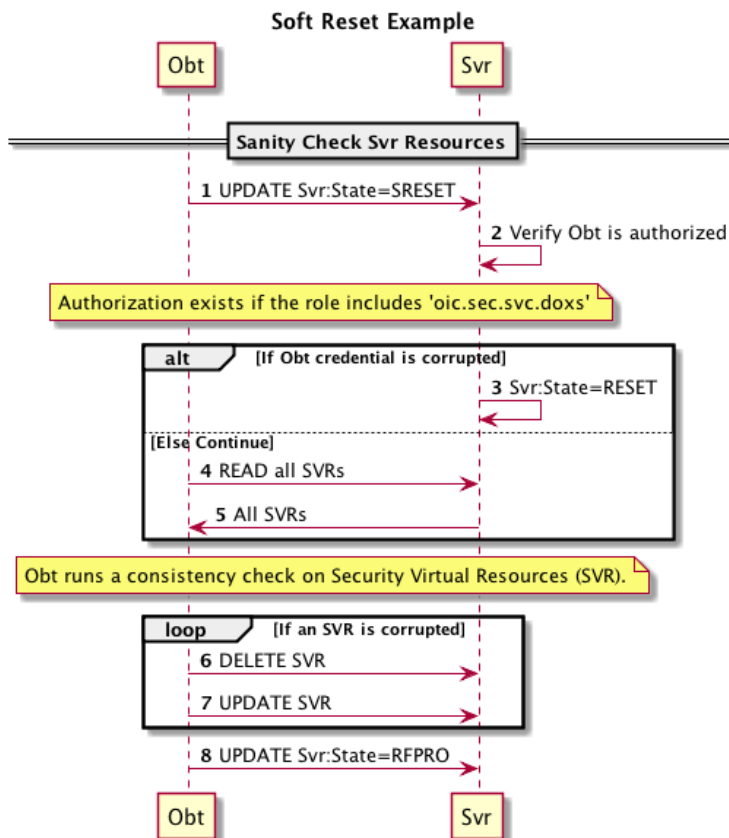 Soft Reset Example
Obt Svr
Sanity Check Svr Resources
1 UPDATE Svr:State=SRESET
2 Verify Obt is authorized
Authorization exists if the role includes 'oic.sec.svc.doxs'
alt [If Obt credential is corrupted]
3 Svr:State=RESET
[Else Continue]
4 READ all SVRs
5 All SVRs
Obt runs a consistency check on Security Virtual Resources (SVR).
loop [If an SVR is corrupted]
6 DELETE SVR
7 UPDATE SVR
8 UPDATE Svr:State=RFPRO
Obt Svr